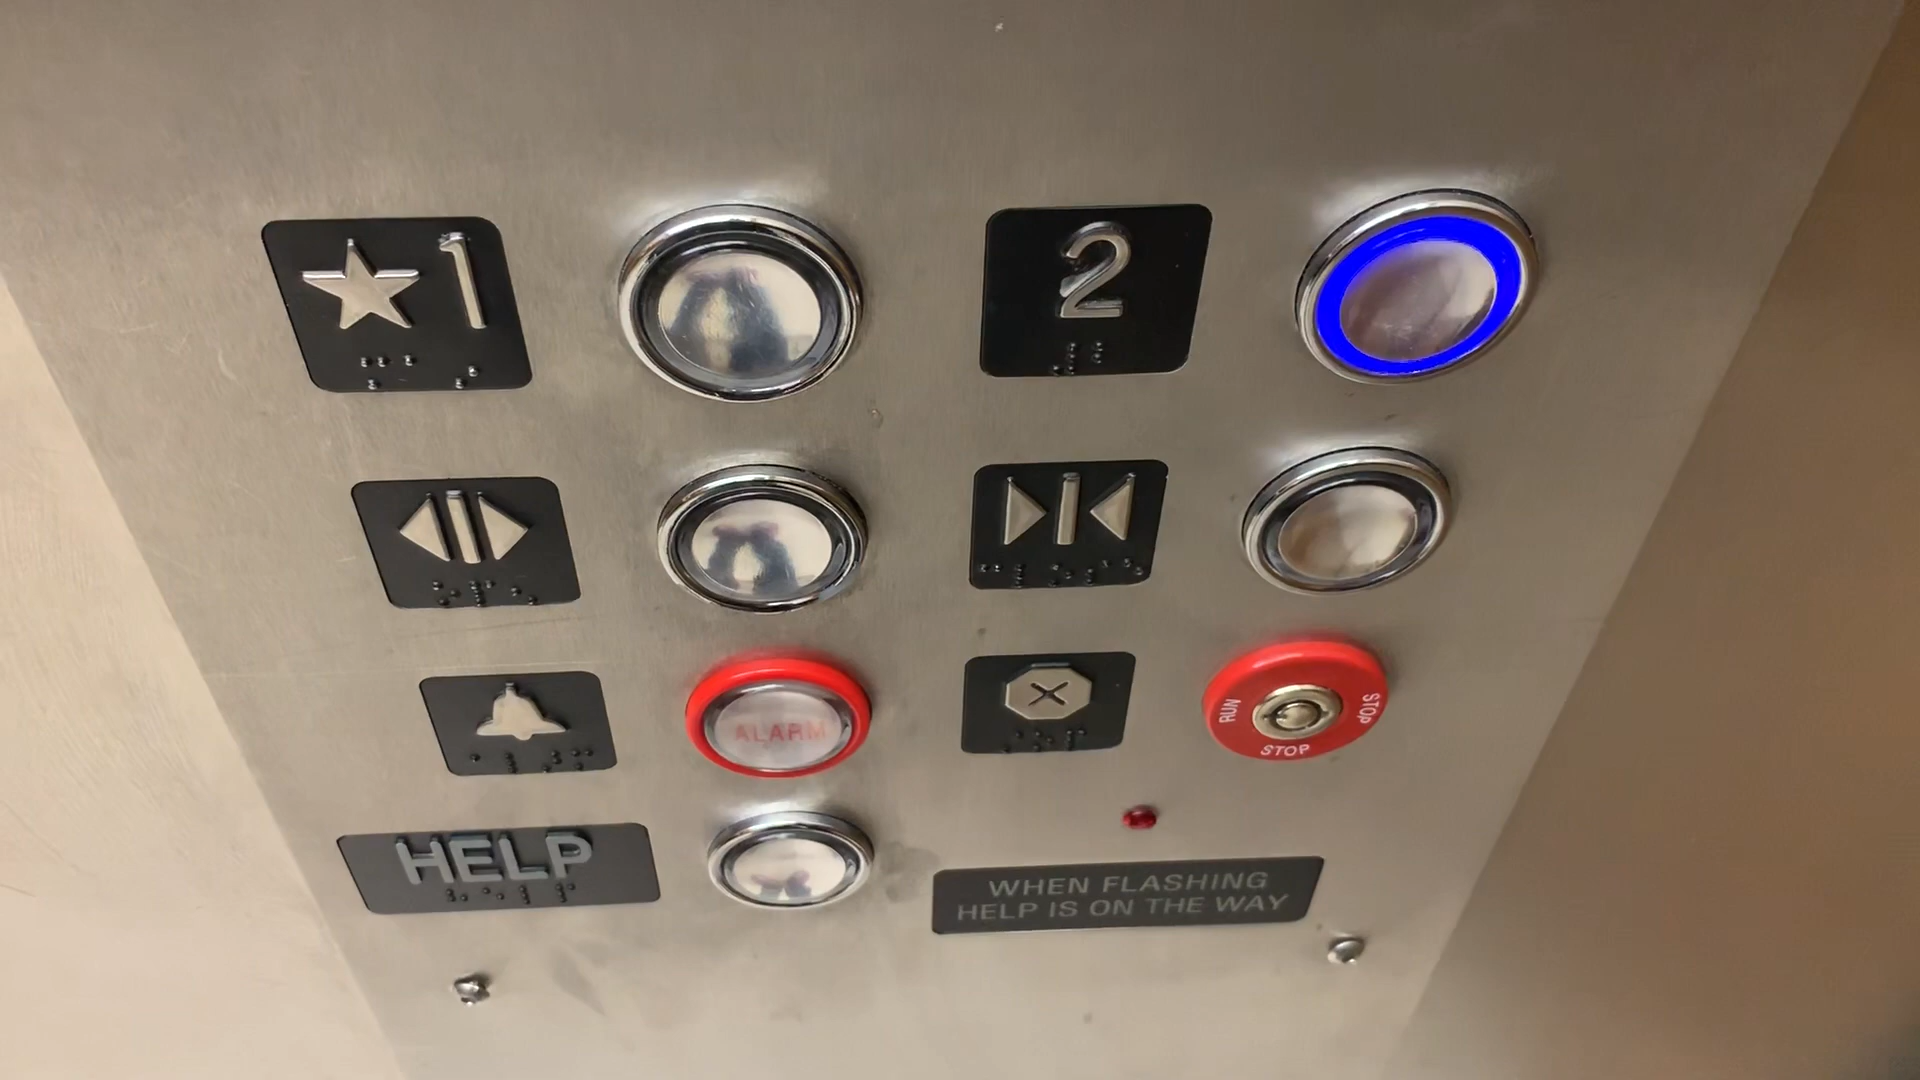 ★1
2
ALARM
RUN
STOP
STOP
HELP
WHEN FLASHING
HELP IS ON THE WAY